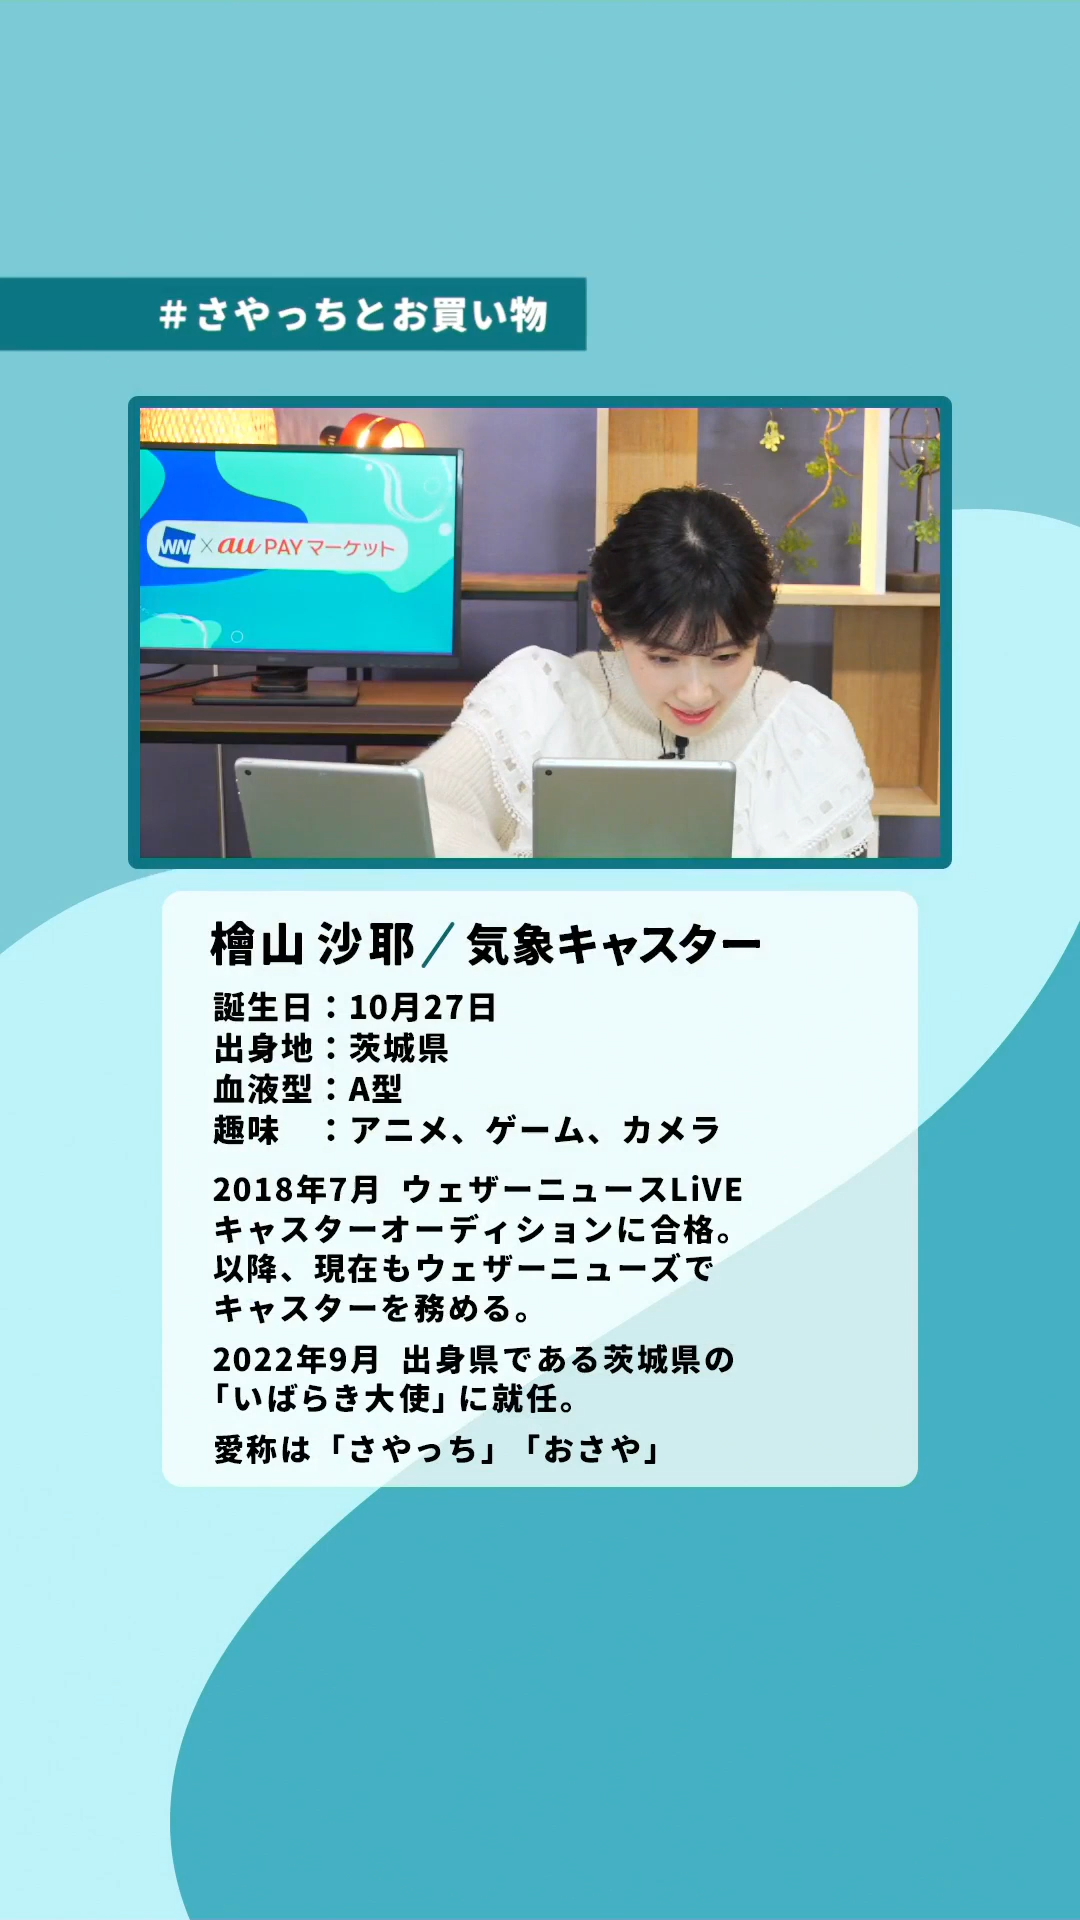 #さやっちとお買い物
WNI×au PAY マーケット
檜山 沙耶/気象キャスター
誕生日：10月27日
出身地：茨城県
血液型：A型
趣味　：アニメ、ゲーム、カメラ
2018年7月 ウェザーニュースLiVE
キャスターオーディションに合格。
以降、現在もウェザーニューズで
キャスターを務める。
2022年9月 出身県である茨城県の
「いばらき大使」に就任。
愛称は「さやっち」「おさや」